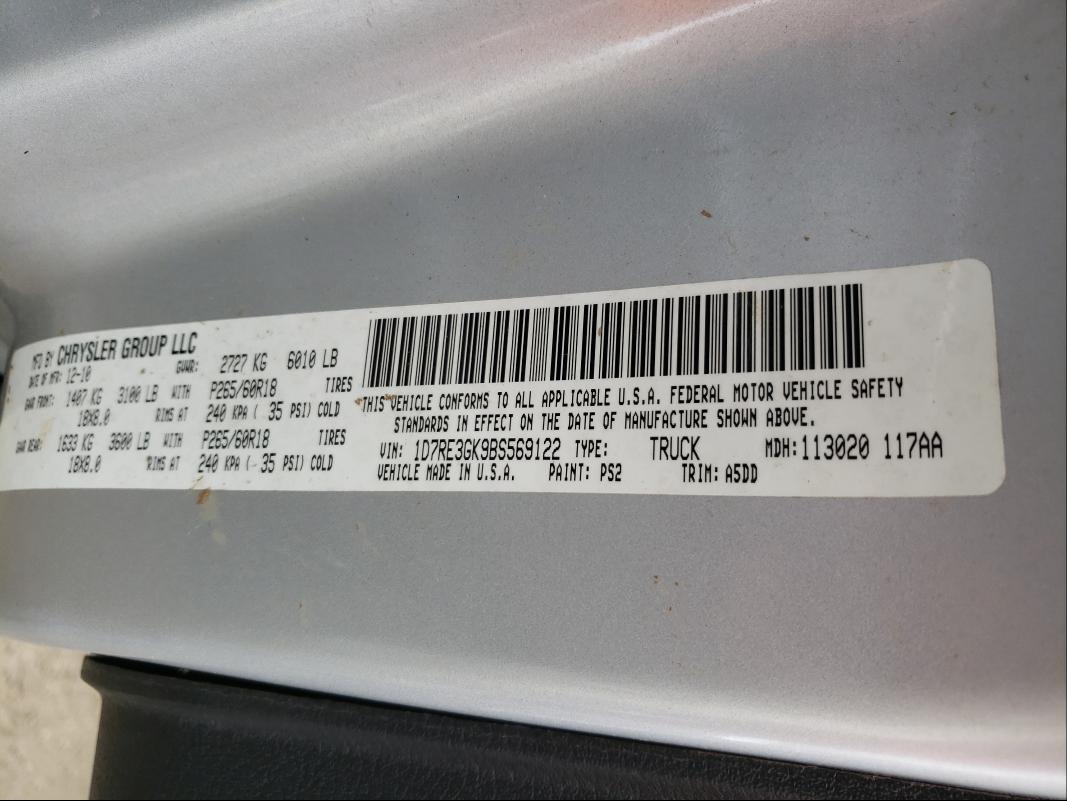 MFD BY CHRYSLER GROUP LLC
DATE OF MFR: 12-10 GVWR: 2727 KG 6010 LB
GAWR FRONT: 1407 KG 3100 LB WITH P265/60R18 TIRES
18X8.0 RIMS AT 240 KPA ( 35 PSI) COLD
GAWR REAR: 1633 KG 3600 LB WITH P265/60R18 TIRES
18X8.0 RIMS AT 240 KPA ( 35 PSI) COLD
THIS VEHICLE CONFORMS TO ALL APPLICABLE U.S.A. FEDERAL MOTOR VEHICLE SAFETY
STANDARDS IN EFFECT ON THE DATE OF MANUFACTURE SHOWN ABOVE.
VIN: 1D7RE3GK9BS569122 TYPE: TRUCK MDH: 113020 117AA
VEHICLE MADE IN U.S.A. PAINT: PS2 TRIM: A5DD